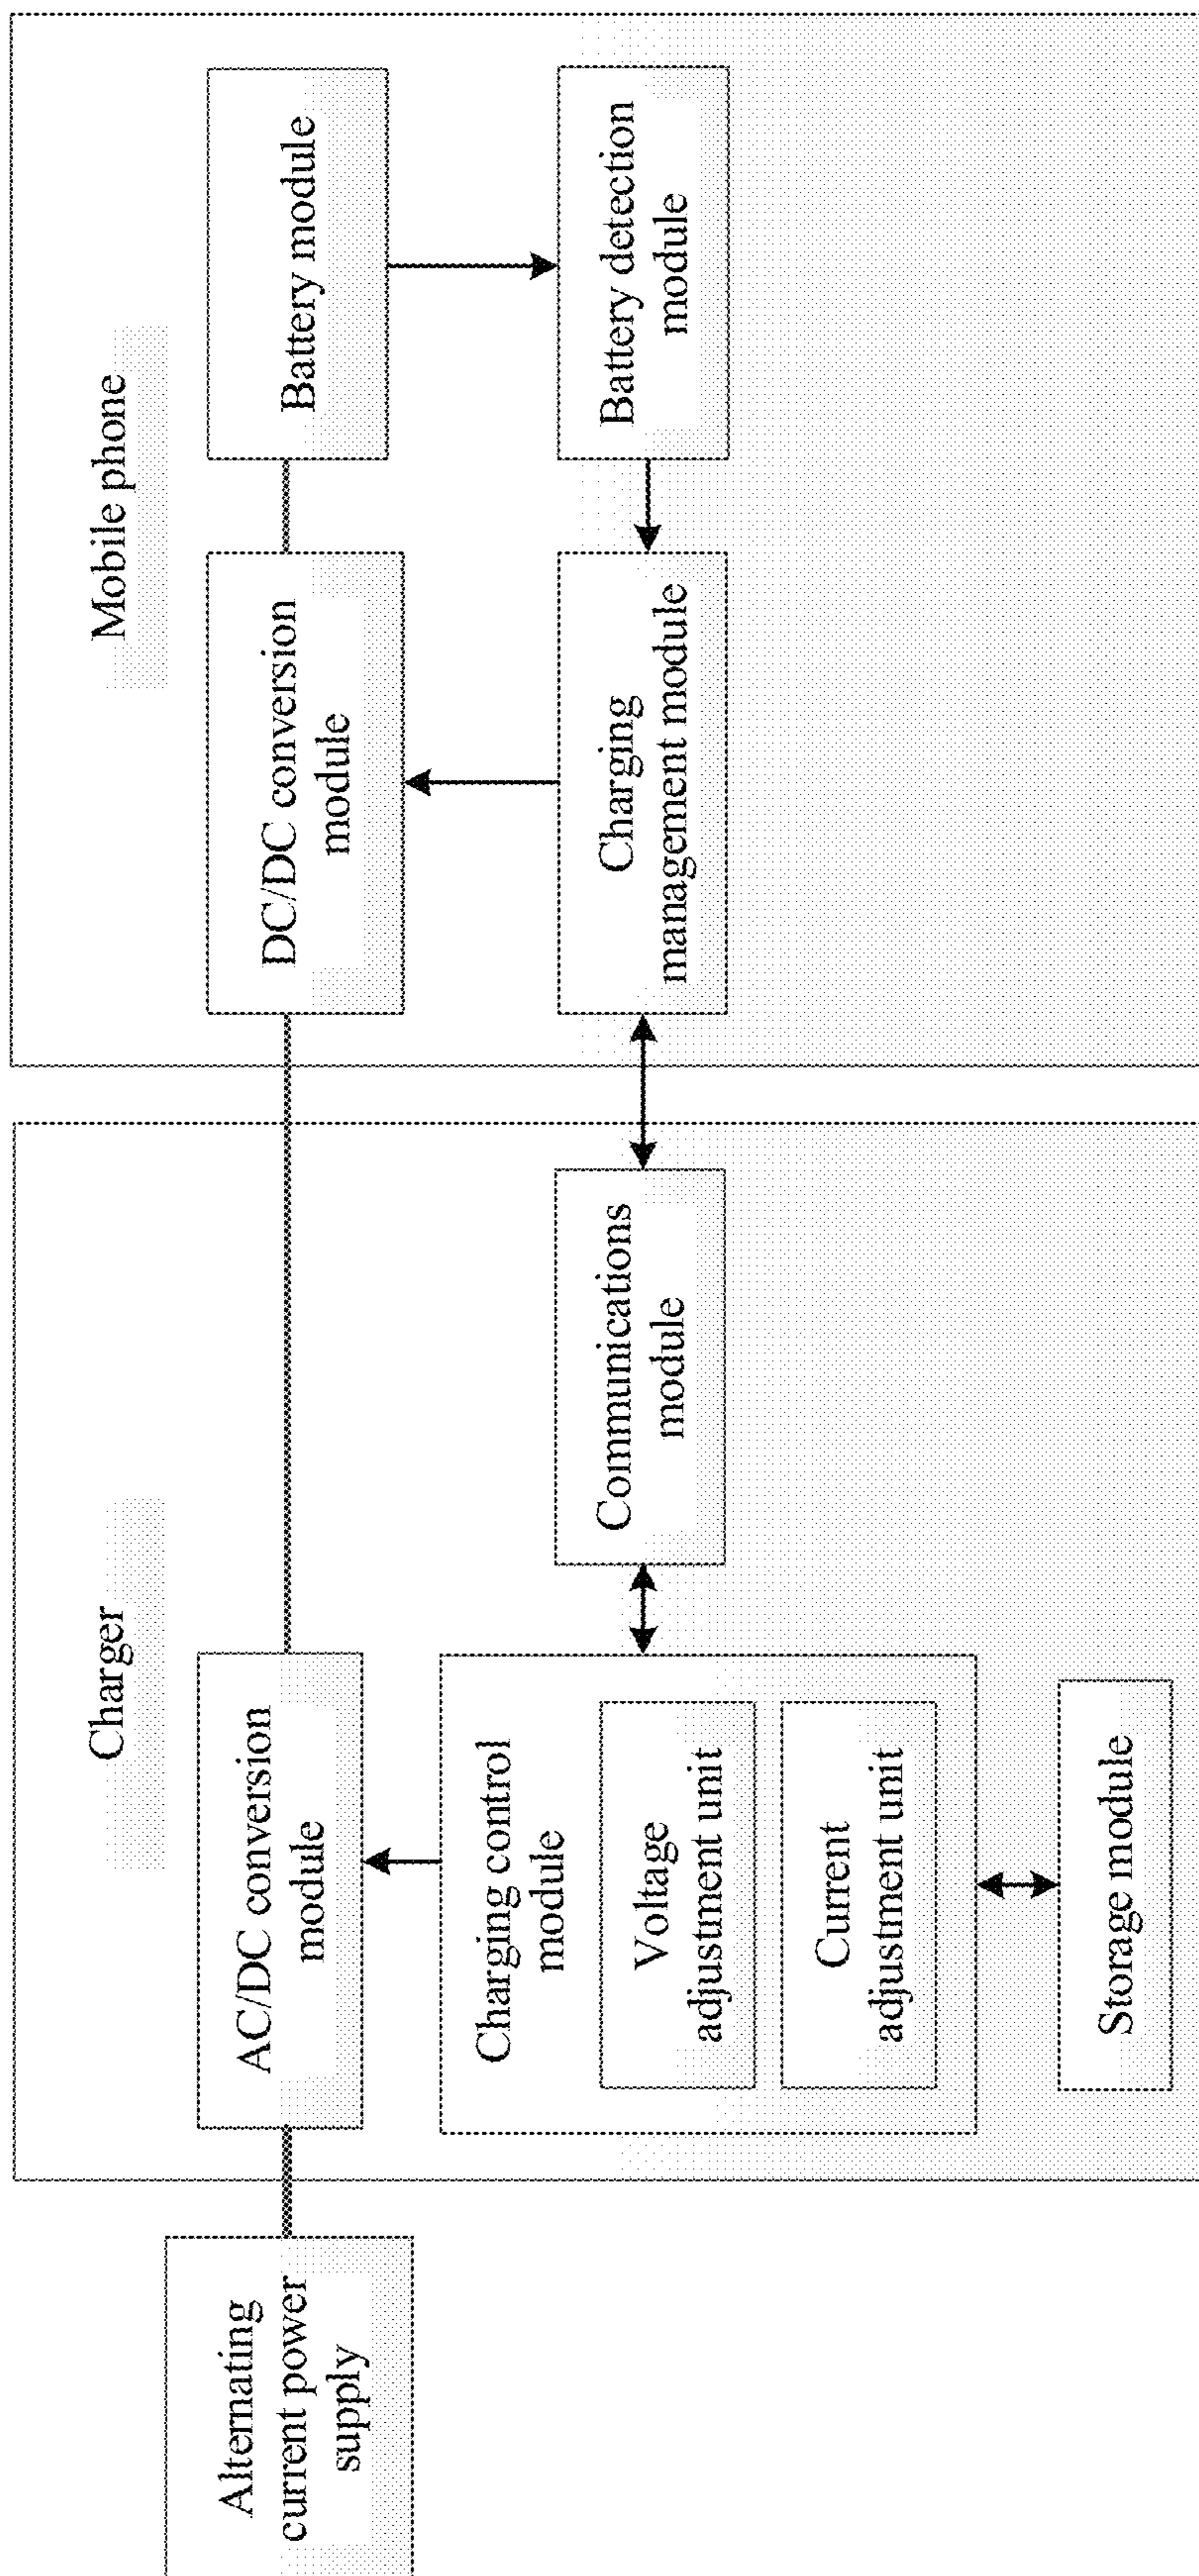 Alternating
current power
supply
Charger
AC/DC conversion
module
Charging control
module
Voltage
adjustment unit
Current
adjustment unit
Storage module
Communications
module
Mobile phone
DC/DC conversion
module
Battery module
Charging
management module
Battery detection
module